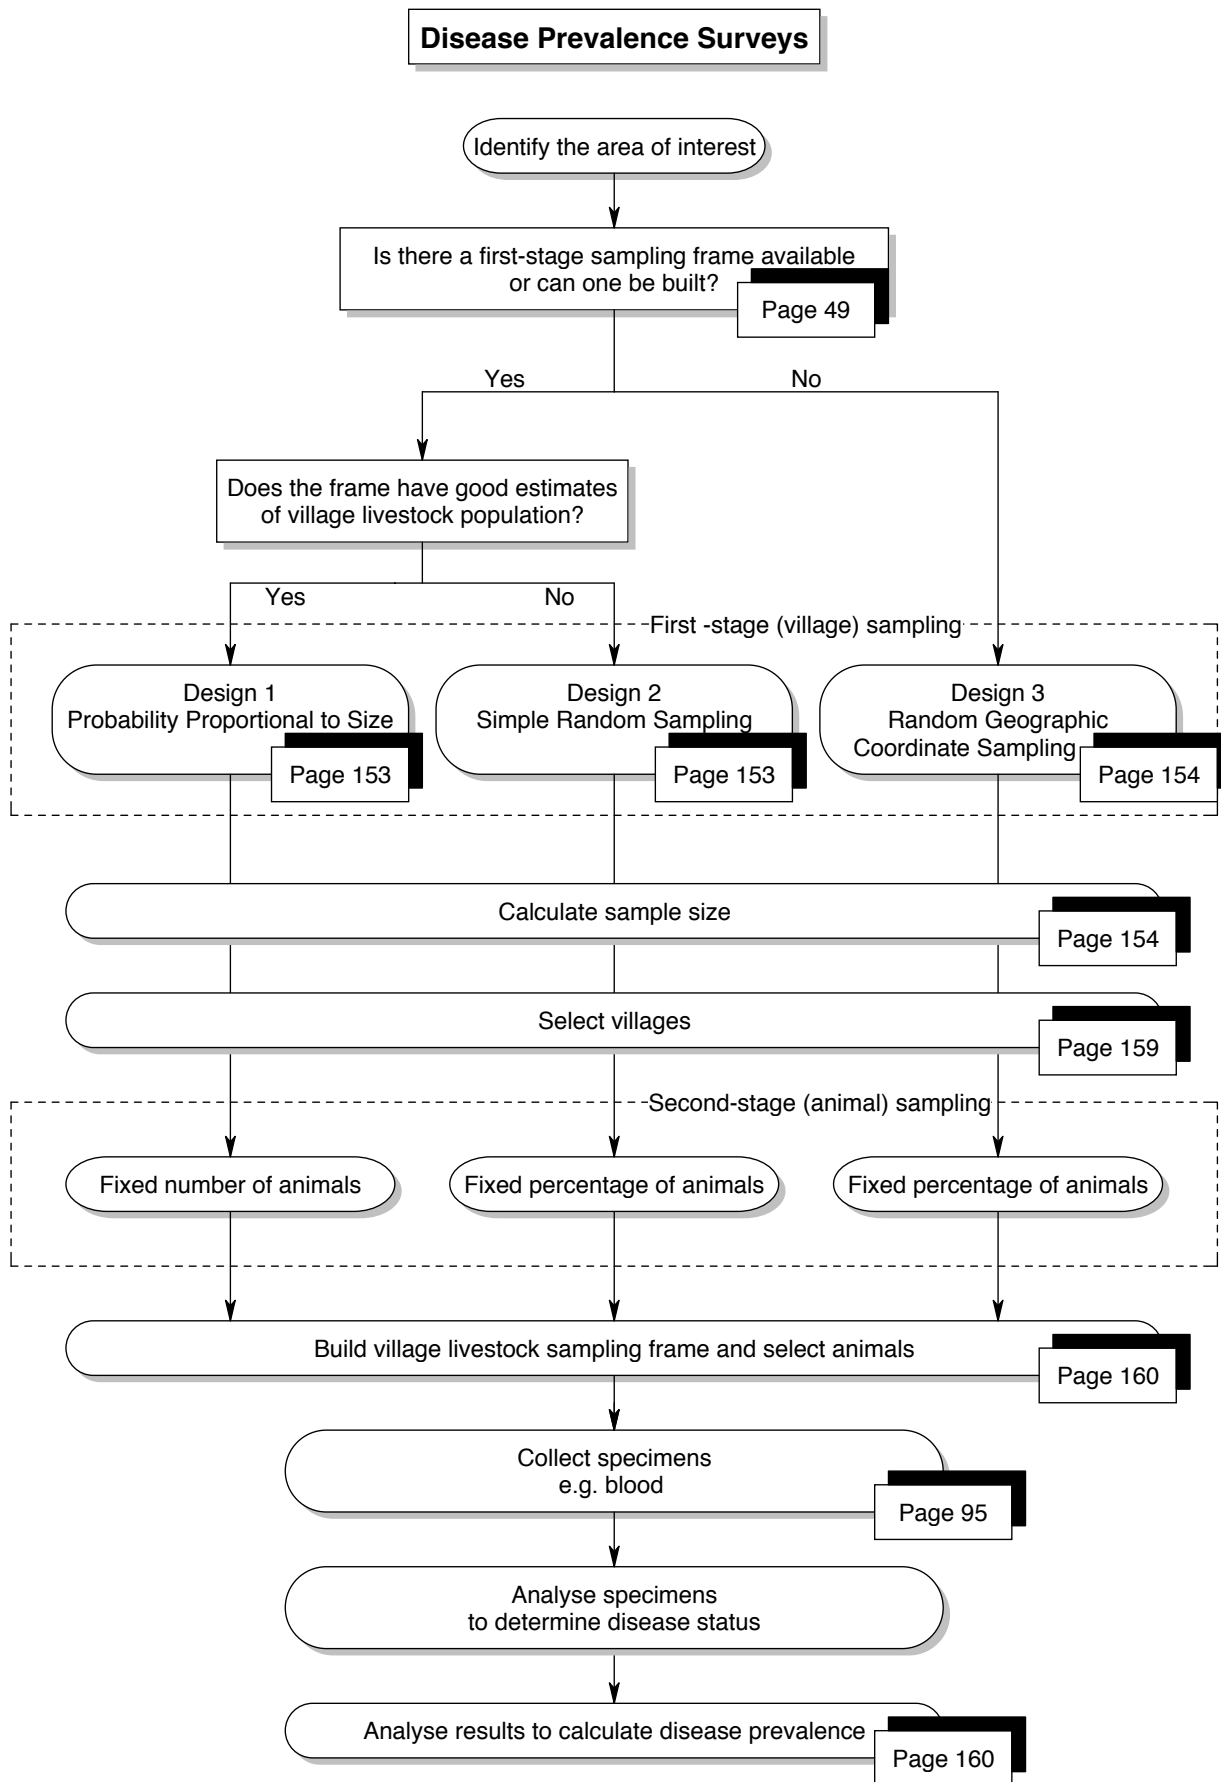 Disease Prevalence Surveys
Identify the area of interest
Is there a first-stage sampling frame available
or can one be built?
Page 49
Yes
No
Does the frame have good estimates
of village livestock population?
Yes
No
First -stage (village) sampling
Design 1
Probability Proportional to Size
Page 153
Design 2
Simple Random Sampling
Page 153
Design 3
Random Geographic
Coordinate Sampling
Page 154
Calculate sample size
Page 154
Select villages
Page 159
Second-stage (animal) sampling
Fixed number of animals
Fixed percentage of animals
Fixed percentage of animals
Build village livestock sampling frame and select animals
Page 160
Collect specimens
e.g. blood
Page 95
Analyse specimens
to determine disease status
Analyse results to calculate disease prevalence
Page 160